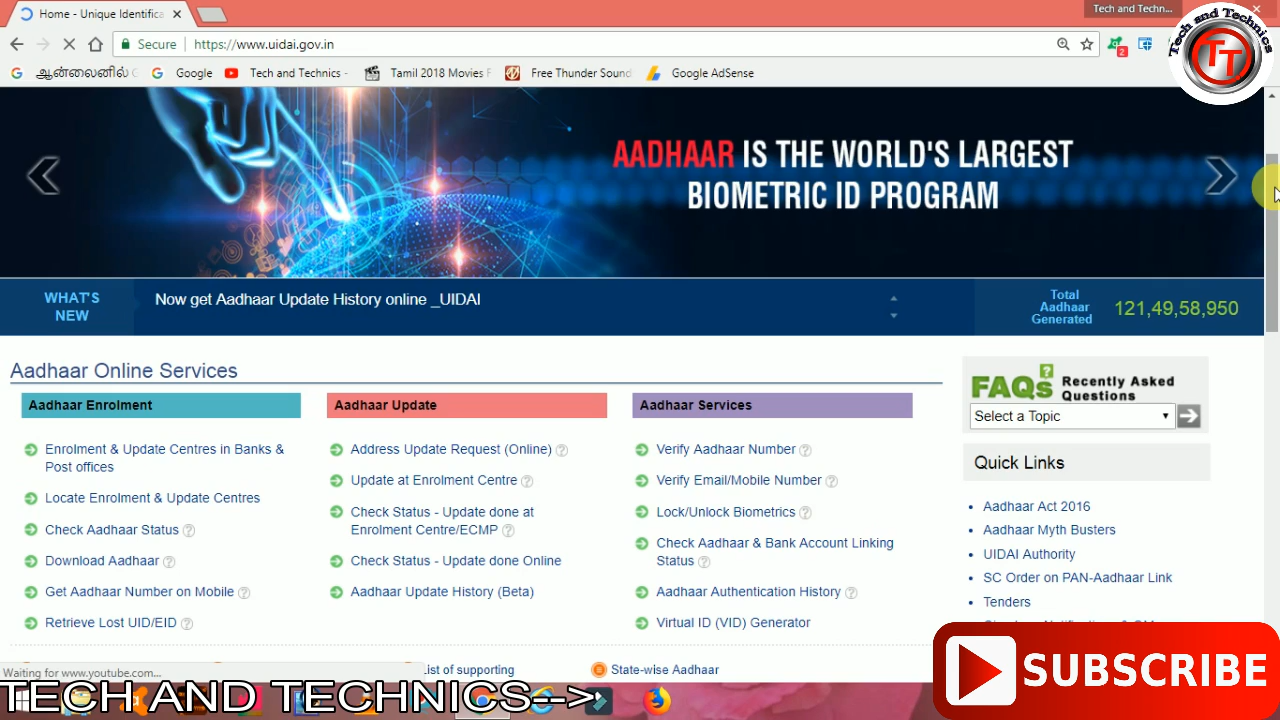 Home - Unique Identifica
Tech and Techn...
Secure
https://www.uidai.gov.in
2
Tech and Technics
TT
ஆன்லைனில்
Google
Tech and Technics -
Tamil 2018 Movies F
Free Thunder Sound
Google AdSense
AADHAAR IS THE WORLD'S LARGEST
BIOMETRIC ID PROGRAM
WHAT'S
NEW
Now get Aadhaar Update History online _UIDAI
Total
Aadhaar
Generated
121,49,58,950
Aadhaar Online Services
Aadhaar Enrolment
Enrolment & Update Centres in Banks &
Post offices
Locate Enrolment & Update Centres
Check Aadhaar Status
Download Aadhaar
Get Aadhaar Number on Mobile
Retrieve Lost UID/EID
Aadhaar Update
Address Update Request (Online)
Update at Enrolment Centre
Check Status - Update done at
Enrolment Centre/ECMP
Check Status - Update done Online
Aadhaar Update History (Beta)
Aadhaar Services
Verify Aadhaar Number
Verify Email/Mobile Number
Lock/Unlock Biometrics
Check Aadhaar & Bank Account Linking
Status
Aadhaar Authentication History
Virtual ID (VID) Generator
FAQs Recently Asked
Questions
Select a Topic
Quick Links
Aadhaar Act 2016
Aadhaar Myth Busters
UIDAI Authority
SC Order on PAN-Aadhaar Link
Tenders
List of supporting
State-wise Aadhaar
Waiting for www.youtube.com...
TECH AND TECHNICS-->
SUBSCRIBE